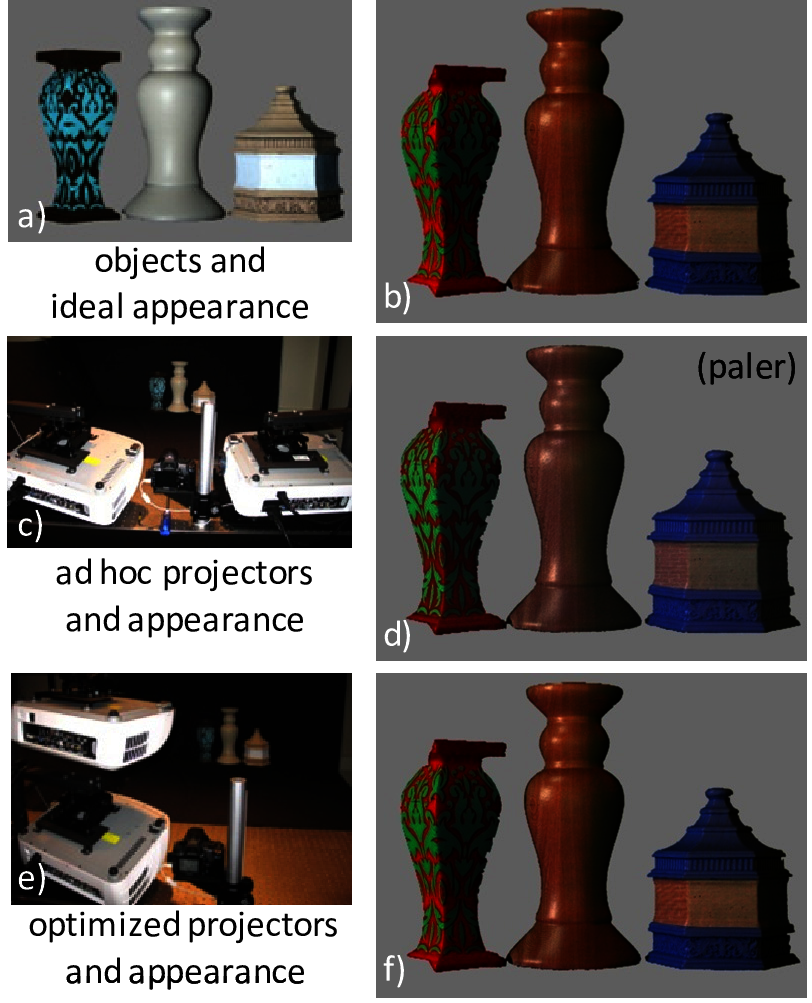 a)
b)
objects and
ideal appearance
(paler)
c)
d)
ad hoc projectors
and appearance
e)
f)
optimized projectors
and appearance